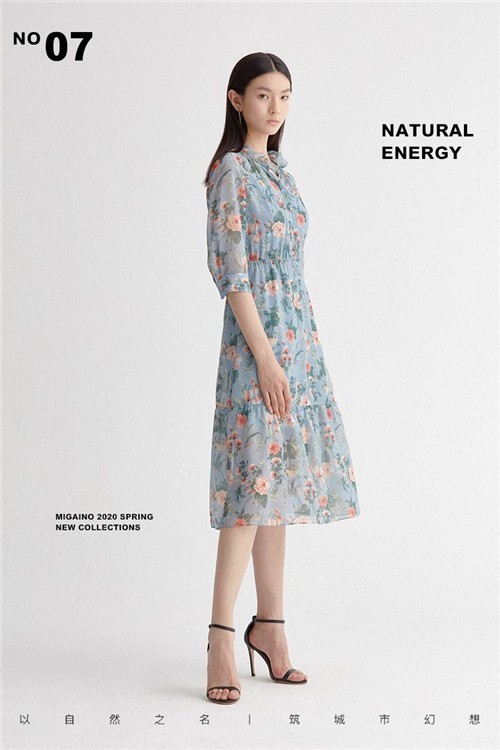 NO 07
NATURAL
ENERGY
MIGAINO 2020 SPRING
NEW COLLECTIONS
以自然之名 | 筑城市幻想